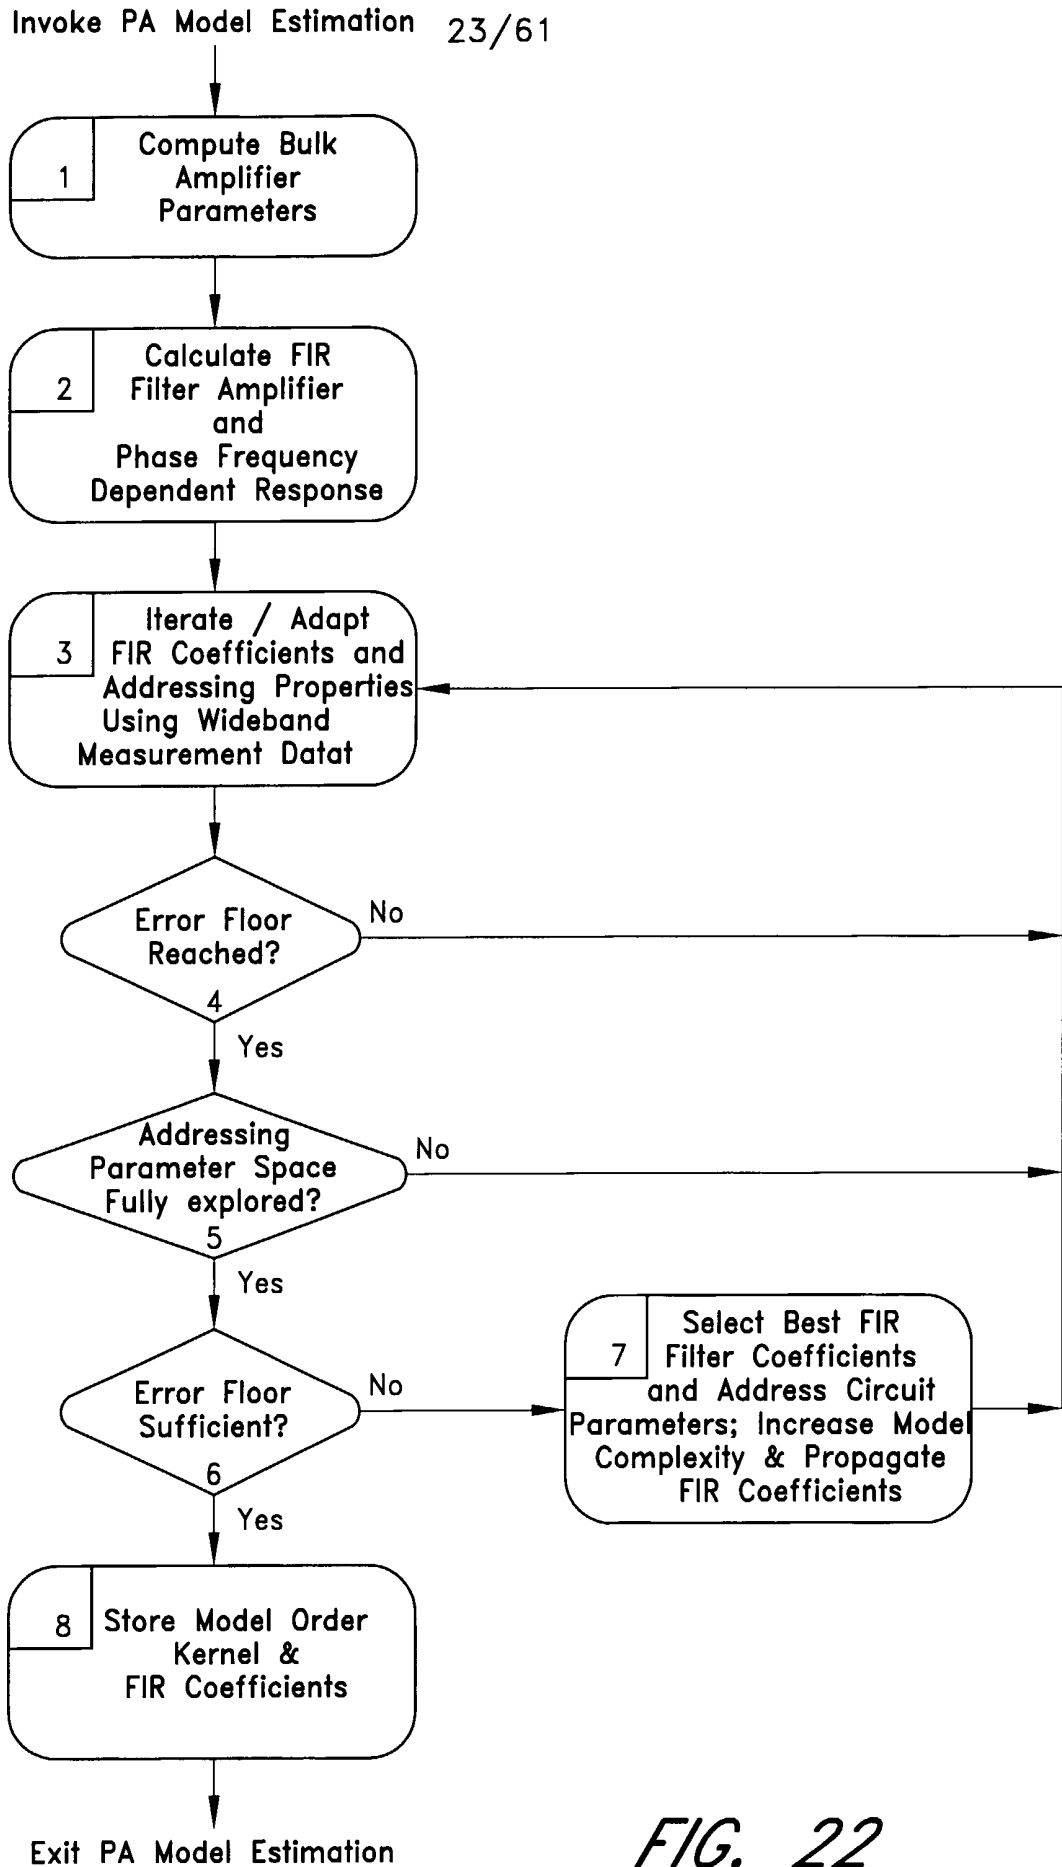 Invoke PA Model Estimation 23/61
1
Compute Bulk
Amplifier
Parameters
2
Calculate FIR
Filter Amplifier
and
Phase Frequency
Dependent Response
3
Iterate / Adapt
FIR Coefficients and
Addressing Properties
Using Wideband
Measurement Datat
Error Floor
Reached?
4
No
Yes
Addressing
Parameter Space
Fully explored?
5
No
Yes
Error Floor
Sufficient?
6
No
Yes
7
Select Best FIR
Filter Coefficients
and Address Circuit
Parameters; Increase Model
Complexity & Propagate
FIR Coefficients
8
Store Model Order
Kernel &
FIR Coefficients
Exit PA Model Estimation
FIG. 22